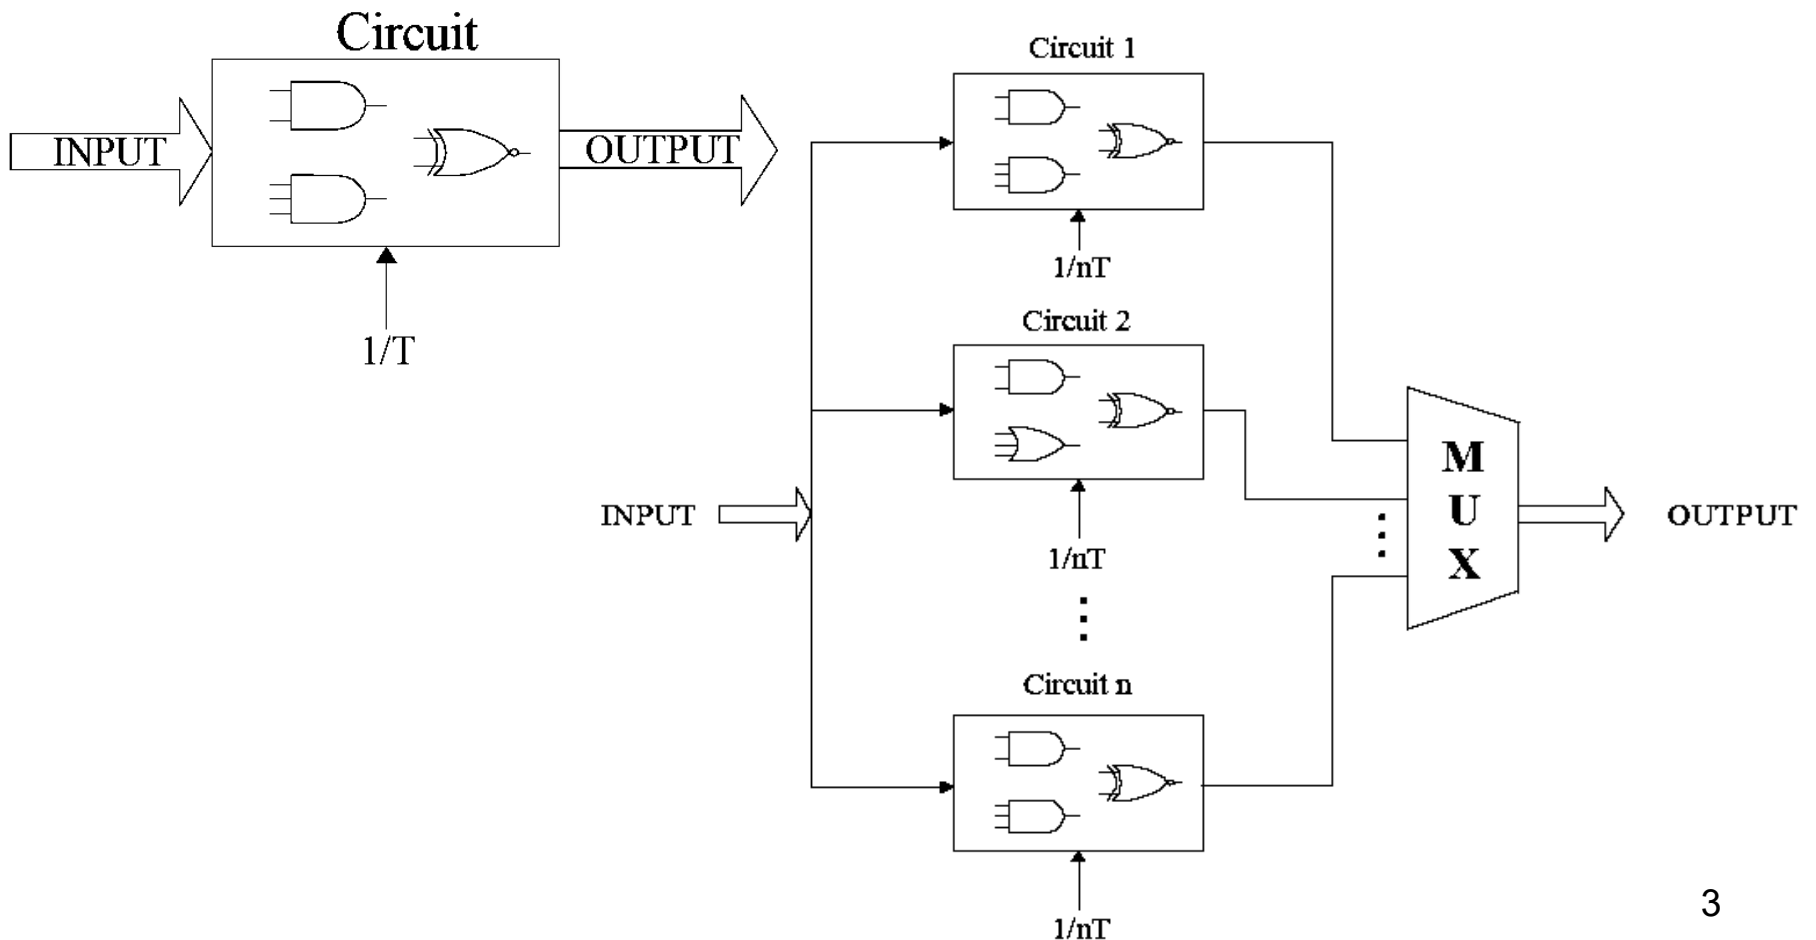 Circuit
INPUT
OUTPUT
1/T
Circuit 1
1/nT
Circuit 2
1/nT
INPUT
Circuit n
1/nT
M
U
X
OUTPUT
3